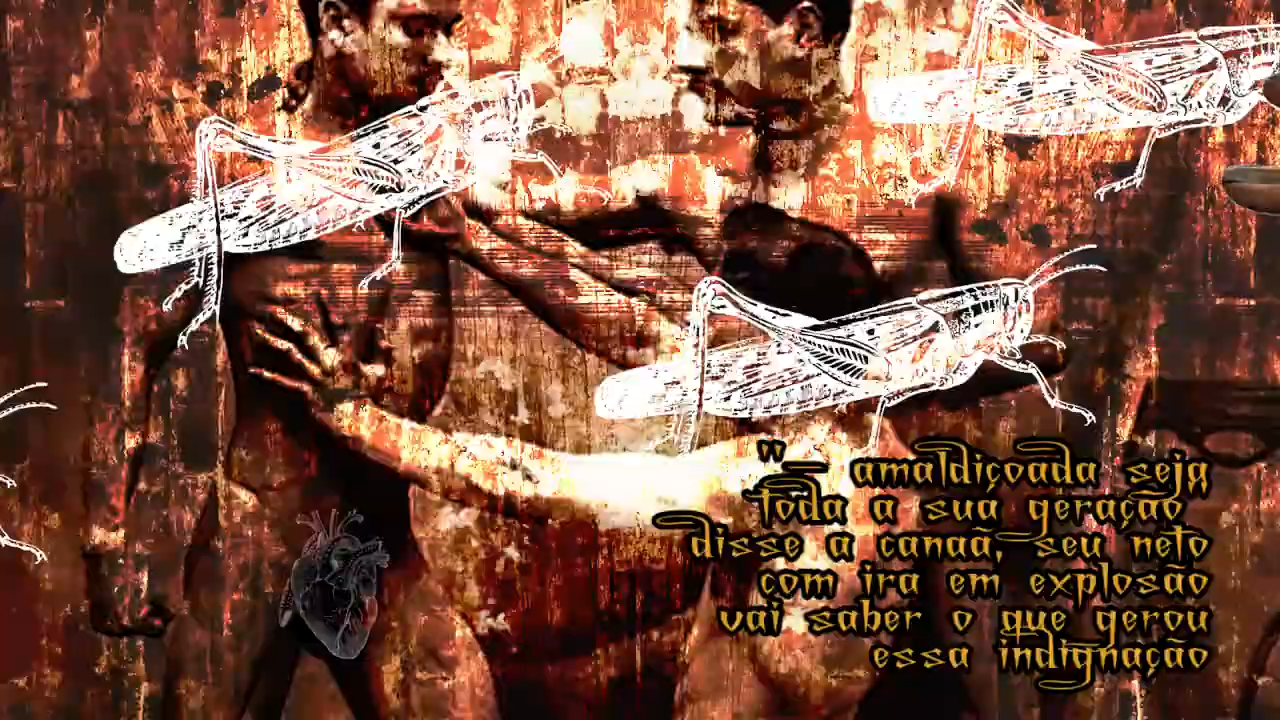 "— amaldiçoada seja
toda a sua geração
disse a canaã, seu neto
com ira em explosão
vai saber o que gerou
essa indignação